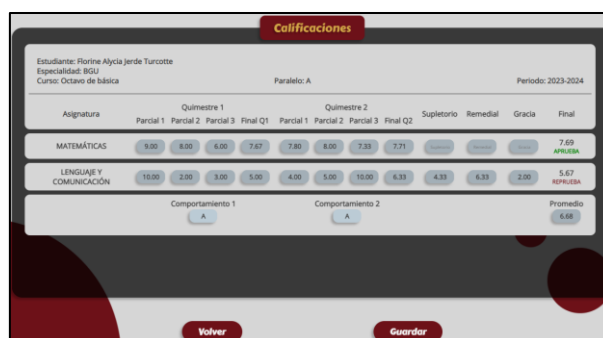 Calificaciones
Estudiante: Florine Alycia Jerde Turcotte
Especialidad: BGU
Curso: Octavo de básica Paralelo: A Periodo: 2023-2024
Asignatura Quimestre 1 Quimestre 2 Supletorio Remedial Gracia Final
Parcial 1 Parcial 2 Parcial 3 Final Q1 Parcial 1 Parcial 2 Parcial 3 Final Q2
MATEMÁTICAS 9.00 8.00 6.00 7.67 7.80 8.00 7.33 7.71 7.69
APRUEBA
LENGUAJE Y COMUNICACIÓN 10.00 2.00 3.00 5.00 4.00 5.00 10.00 6.33 4.33 6.33 2.00 5.67
REPRUEBA
Comportamiento 1 Comportamiento 2 Promedio
A A 6.68
Volver Guardar